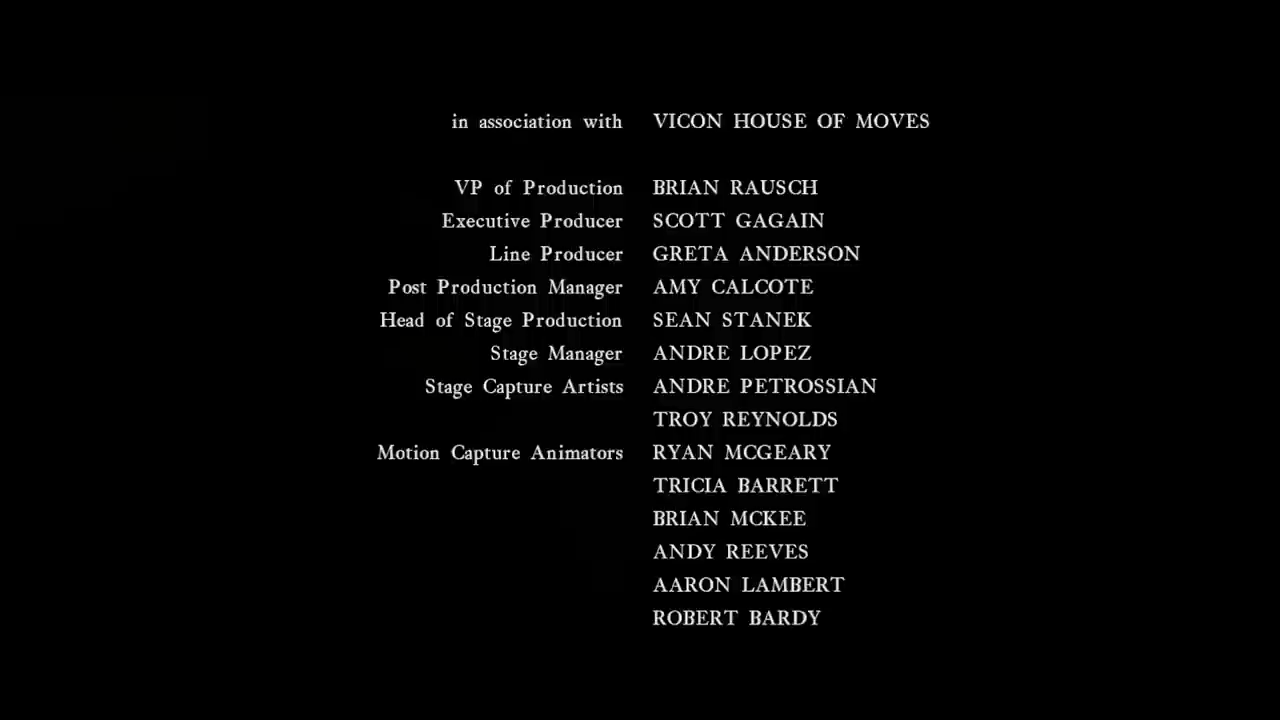 in association with VICON HOUSE OF MOVES
VP of Production BRIAN RAUSCH
Executive Producer SCOTT GAGAIN
Line Producer GRETA ANDERSON
Post Production Manager AMY CALCOTE
Head of Stage Production SEAN STANEK
Stage Manager ANDRE LOPEZ
Stage Capture Artists ANDRE PETROSSIAN
TROY REYNOLDS
Motion Capture Animators RYAN MCGEARY
TRICIA BARRETT
BRIAN MCKEE
ANDY REEVES
AARON LAMBERT
ROBERT BARDY